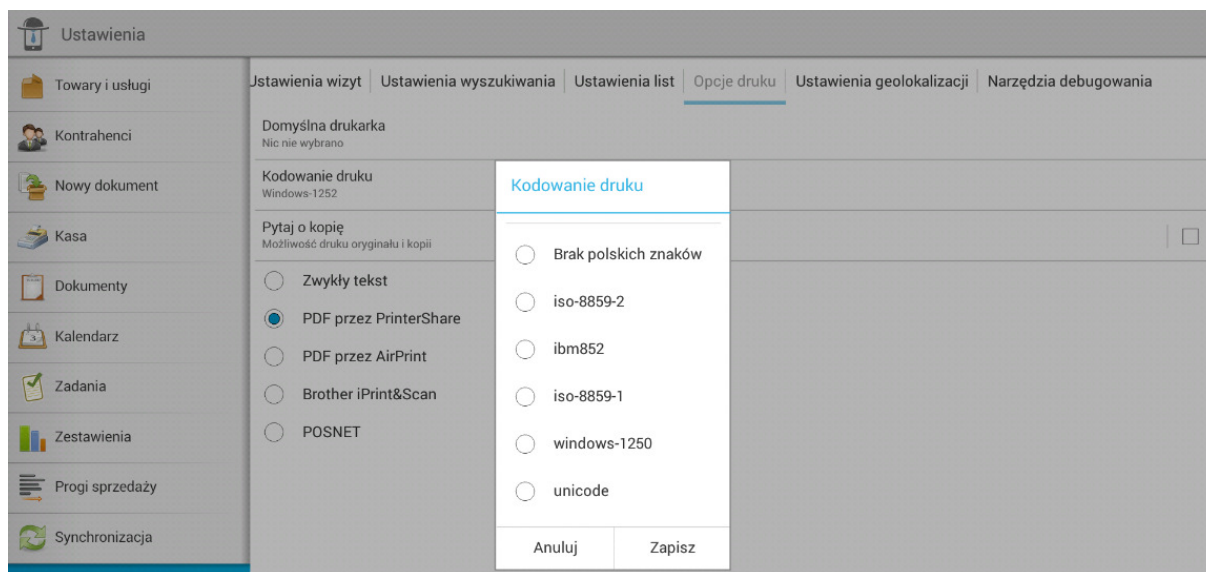 Ustawienia
Towary i usługi
Kontrahenci
Nowy dokument
Kasa
Dokumenty
Kalendarz
Zadania
Zestawienia
Progi sprzedaży
Synchronizacja
Ustawienia wizyt Ustawienia wyszukiwania Ustawienia list Opcje druku Ustawienia geolokalizacji Narzędzia debugowania
Domyślna drukarka
Nic nie wybrano
Kodowanie druku
Windows-1252
Pytaj o kopię
Możliwość druku oryginału i kopii
Zwykły tekst
PDF przez PrinterShare
PDF przez AirPrint
Brother iPrint&Scan
POSNET
Kodowanie druku
Brak polskich znaków
iso-8859-2
ibm852
iso-8859-1
windows-1250
unicode
Anuluj Zapisz